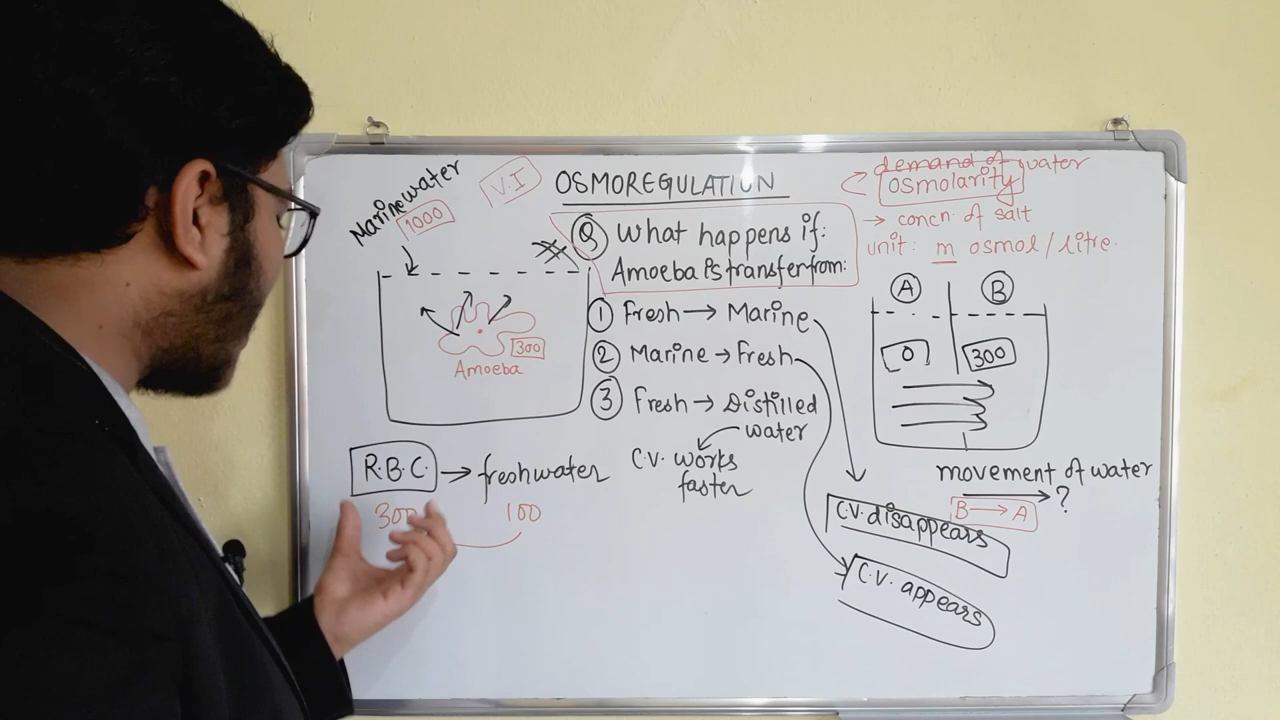 Marine water
1000
V.I
OSMOREGULATION
Q What happens if:
Amoeba is transfer from:
1 Fresh → Marine
2 Marine → Fresh
3 Fresh → Distilled
water
C.V. works
faster
C.V. disappears
C.V. appears
300
Amoeba
R.B.C. → freshwater
300 100
demand of water
osmolarity
→ concn. of salt
unit: m osmol/litre.
A B
0 300
movement of water
→ ?
B → A